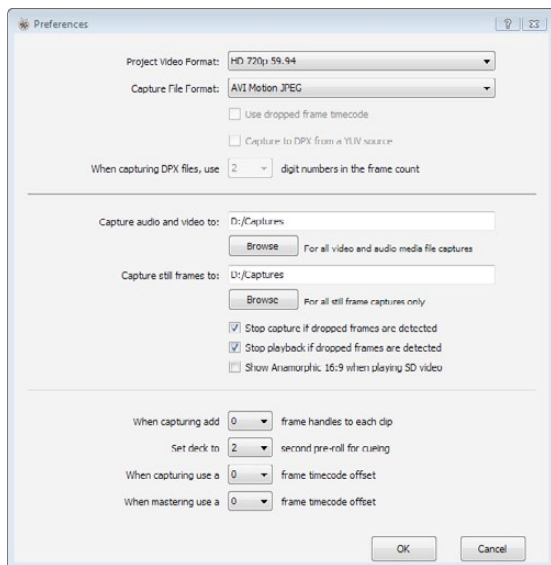 Preferences
Project Video Format: HD 720p 59.94
Capture File Format: AVI Motion JPEG
Use dropped frame timecode
Capture to DPX from a YUV source
When capturing DPX files, use 2 digit numbers in the frame count
Capture audio and video to: D:/Captures
Browse For all video and audio media file captures
Capture still frames to: D:/Captures
Browse For all still frame captures only
Stop capture if dropped frames are detected
Stop playback if dropped frames are detected
Show Anamorphic 16:9 when playing SD video
When capturing add 0 frame handles to each clip
Set deck to 2 second pre-roll for cueing
When capturing use a 0 frame timecode offset
When mastering use a 0 frame timecode offset
OK Cancel